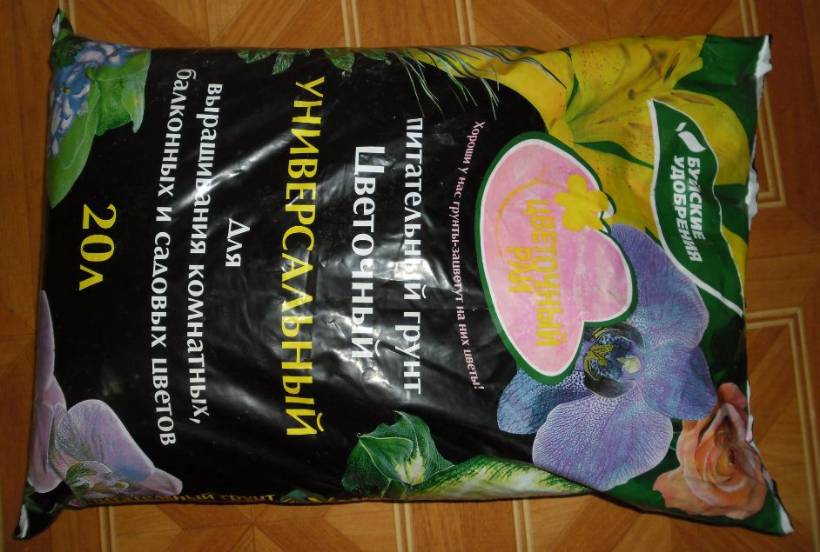 БУЙСКИЕ
УДОБРЕНИЯ
ЦВЕТОЧНЫЙ
РАЙ
Хороши у нас грунты-зацветут на них цветы!
питательный грунт
Цветочный
УНИВЕРСАЛЬНЫЙ
для
выращивания комнатных,
балконных и садовых цветов
20л
ГРУНТ